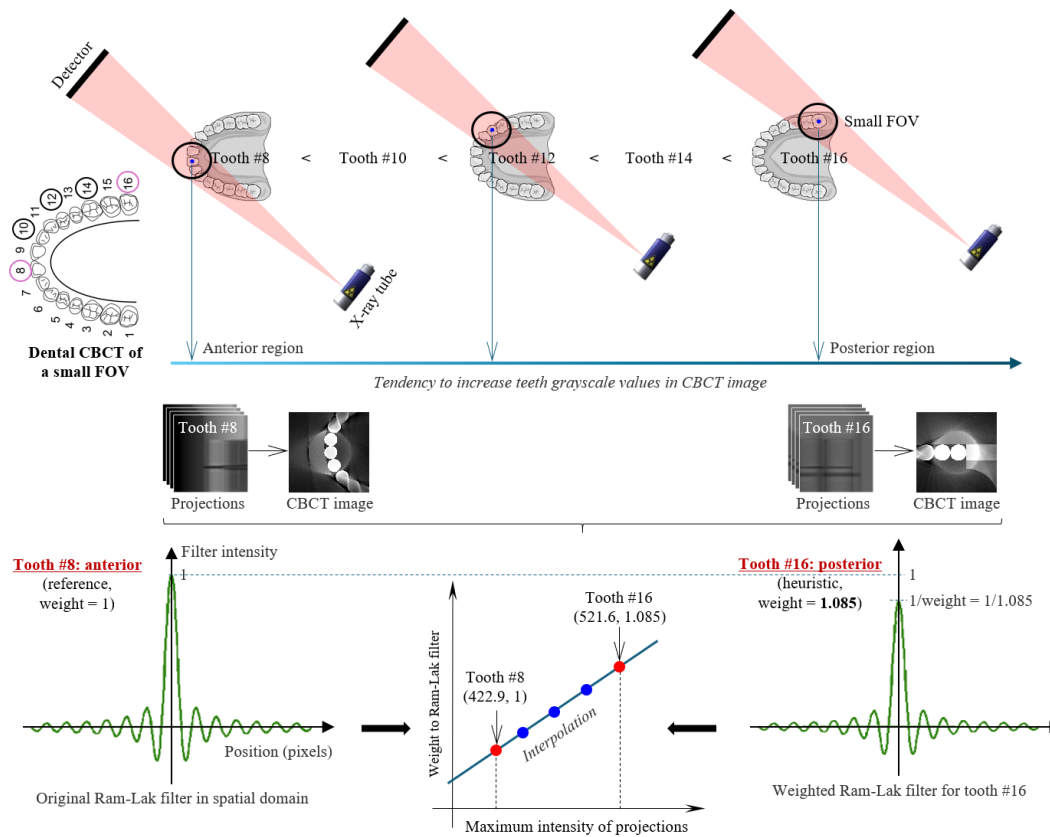 Detector
Tooth #8
<
Tooth #10
<
Tooth #12
<
Tooth #14
<
Tooth #16
Small FOV
X-ray tube
16
15
14
13
12
11
10
9
8
7
6
5
4
3
2
1
Dental CBCT of
a small FOV
Anterior region
Posterior region
Tendency to increase teeth grayscale values in CBCT image
Tooth #8
Projections
CBCT image
Tooth #16
Projections
CBCT image
Tooth #8: anterior
(reference,
weight = 1)
Filter intensity
1
Position (pixels)
Original Ram-Lak filter in spatial domain
Weight to Ram-Lak filter
Tooth #16
(521.6, 1.085)
Tooth #8
(422.9, 1)
Interpolation
Maximum intensity of projections
Tooth #16: posterior
(heuristic,
weight = 1.085)
1
1/weight = 1/1.085
Weighted Ram-Lak filter for tooth #16